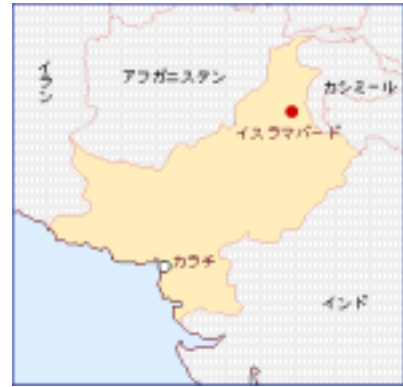 イラン
アフガニスタン
カシミール
イスラマバード
カラチ
インド